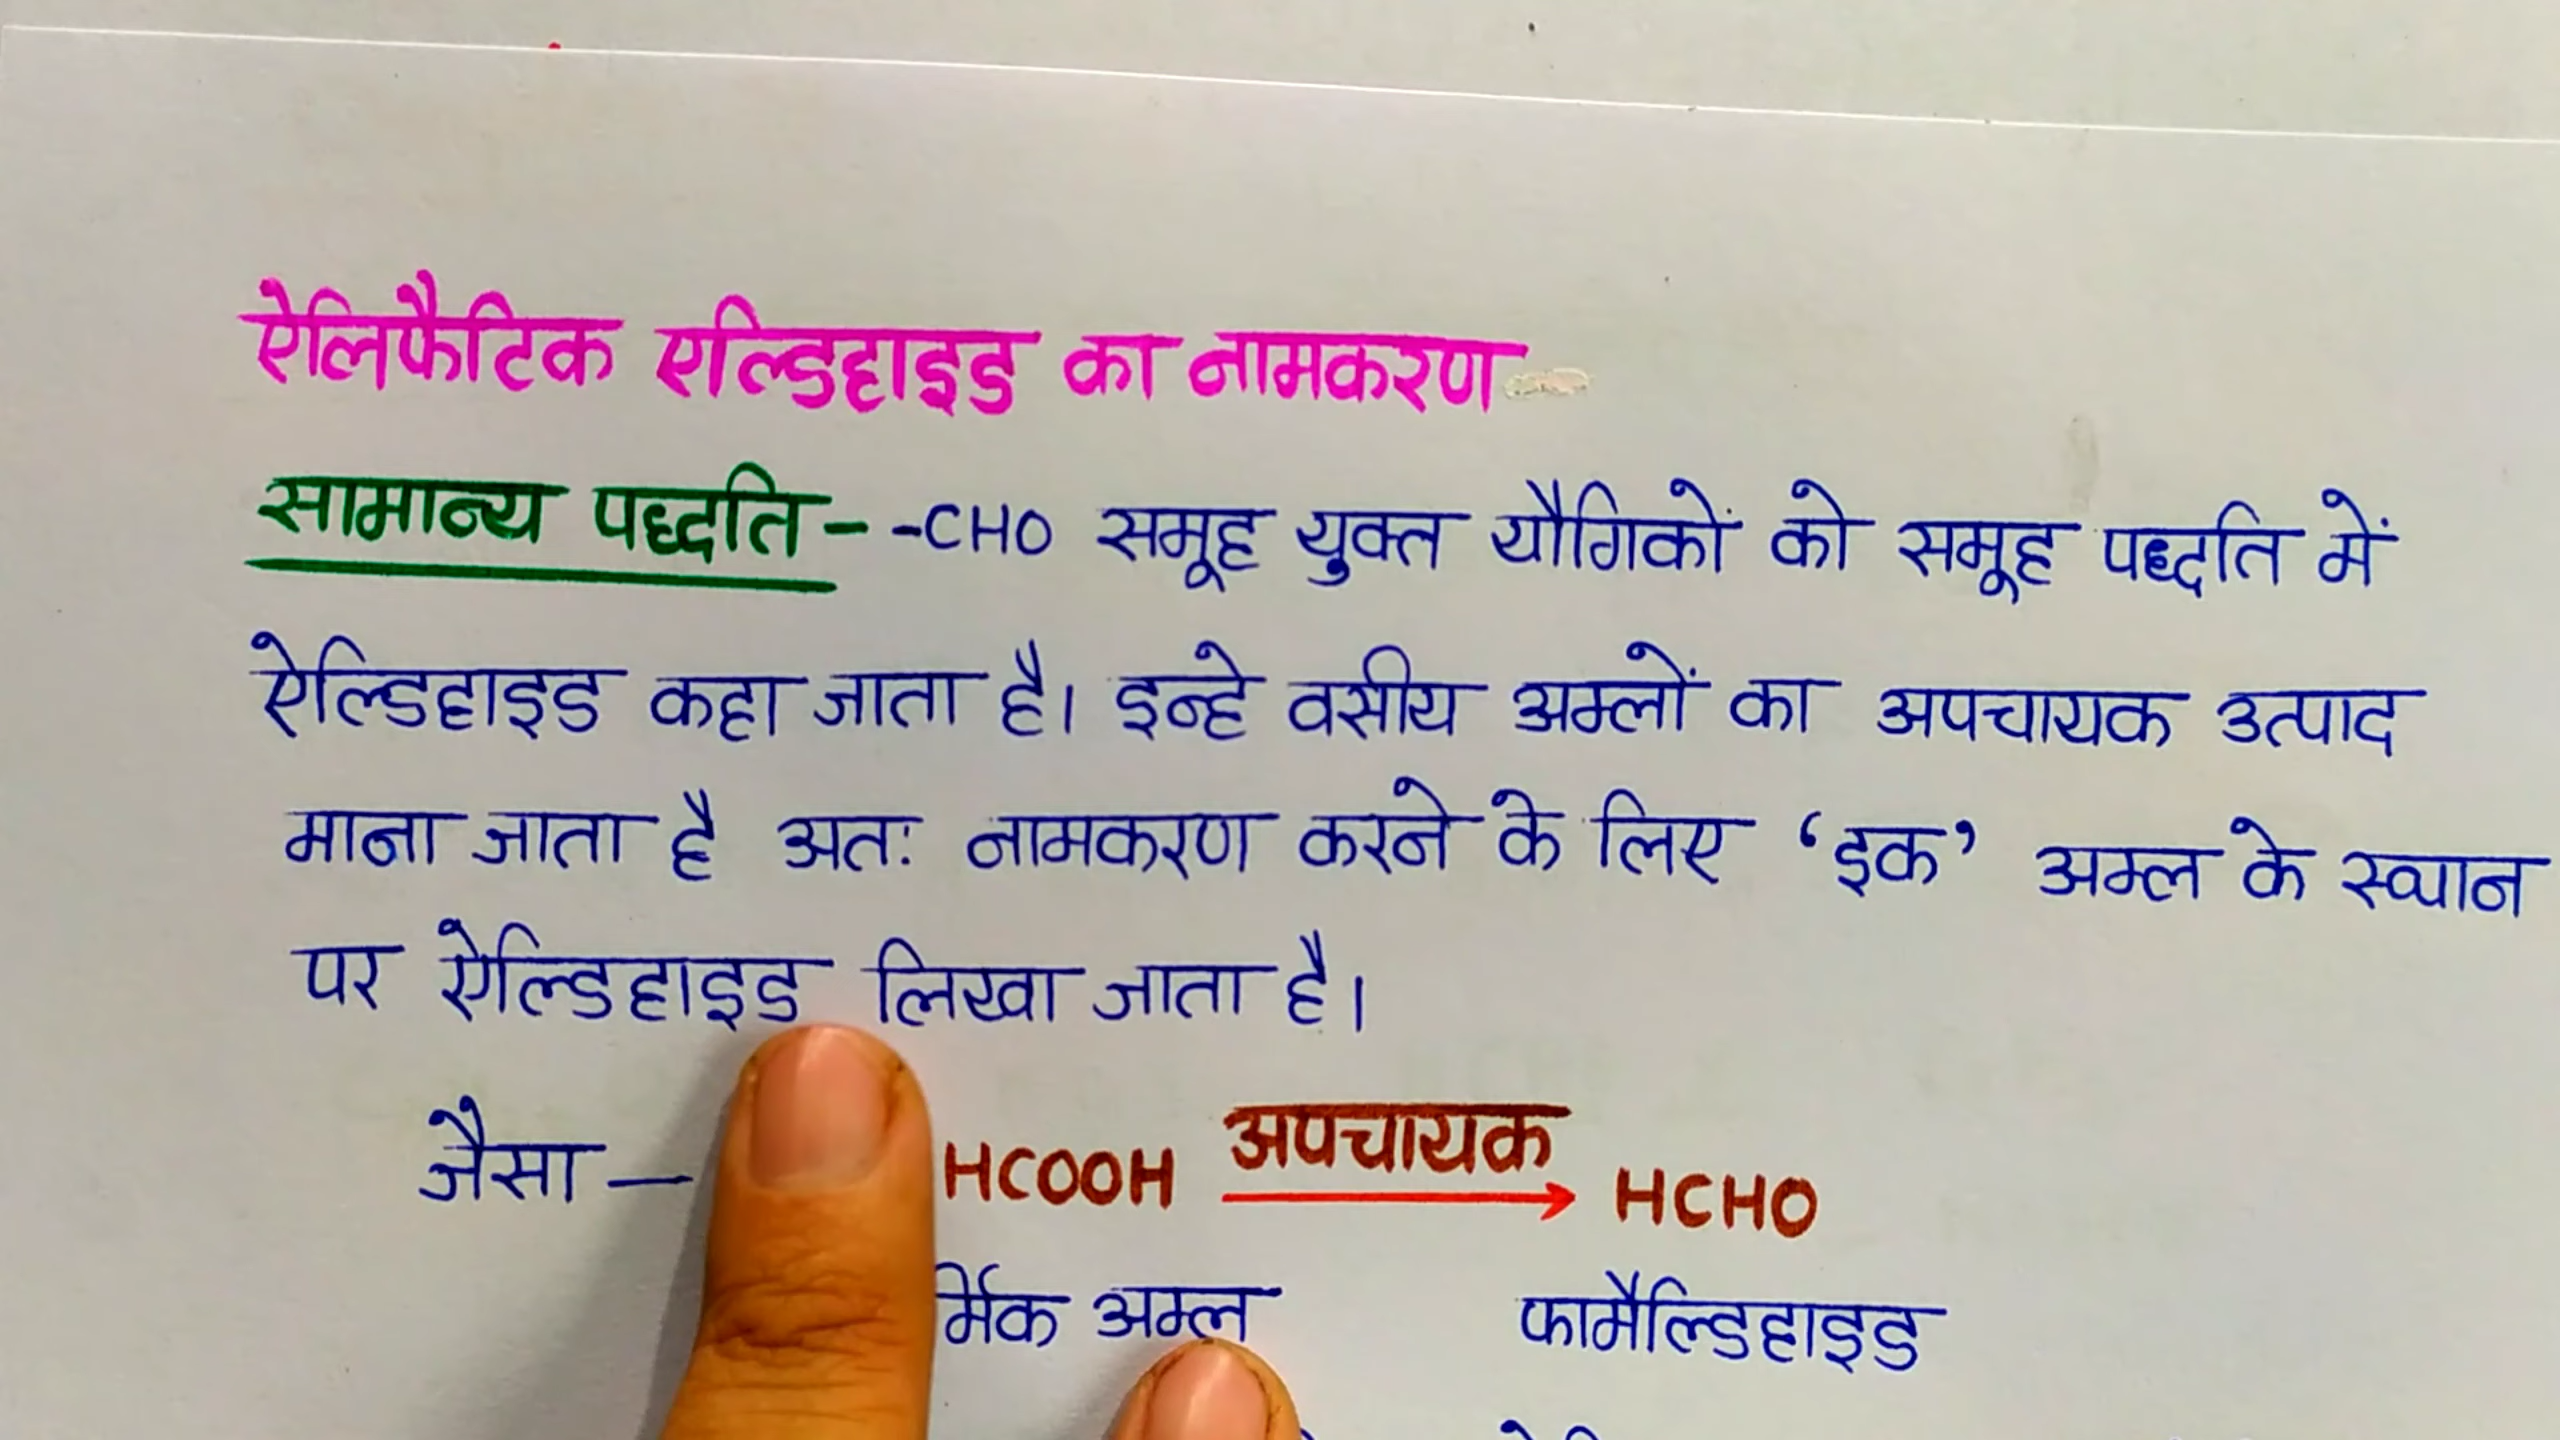 ऐलिफैटिक एल्डिहाइड का नामकरण
सामान्य पद्धति - -CHO समूह युक्त यौगिकों को समूह पद्धति में
ऐल्डिहाइड कहा जाता है। इन्हे वसीय अम्लों का अपचायक उत्पाद
माना जाता है अतः नामकरण करने के लिए ‘इक’ अम्ल के स्थान
पर ऐल्डिहाइड लिखा जाता है।
जैसा – HCOOH अपचायक → HCHO
र्मिक अम्ल फार्मैल्डिहाइड